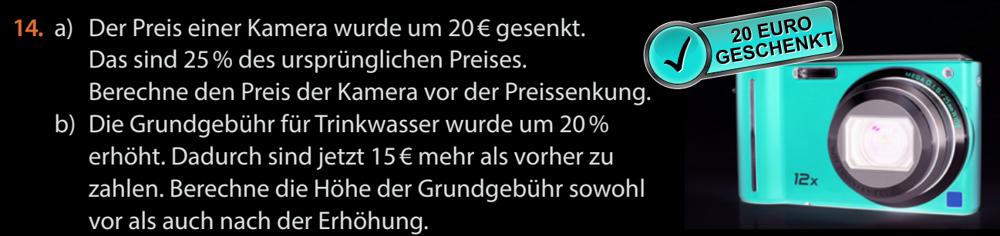 14. a) Der Preis einer Kamera wurde um 20 € gesenkt.
Das sind 25 % des ursprünglichen Preises.
Berechne den Preis der Kamera vor der Preissenkung.
b) Die Grundgebühr für Trinkwasser wurde um 20 %
erhöht. Dadurch sind jetzt 15 € mehr als vorher zu
zahlen. Berechne die Höhe der Grundgebühr sowohl
vor als auch nach der Erhöhung.
20 EURO
GESCHENKT
12x